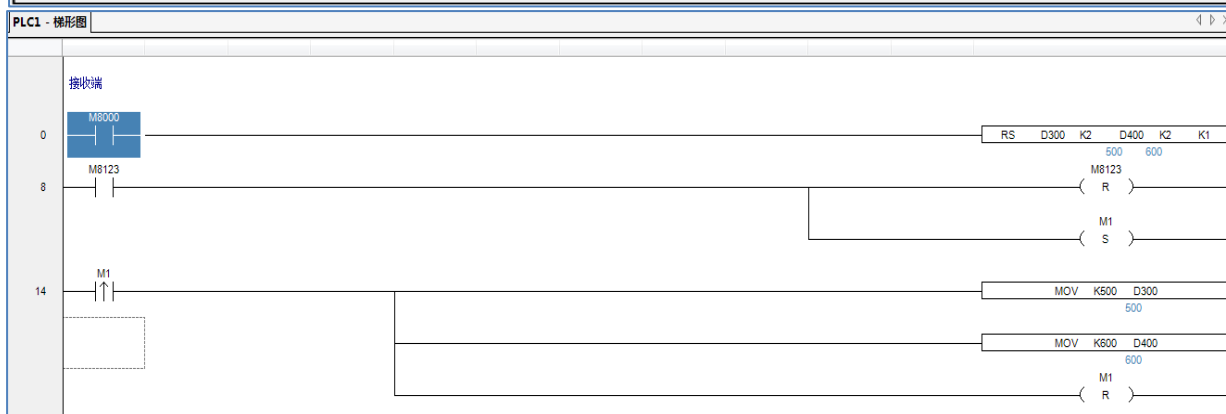 PLC1 - 梯形图
接收端
M8000
0 RS D300 K2 D400 K2 K1
500 600
M8123 M8123
8 R
M1
S
M1
14 MOV K500 D300
500
MOV K600 D400
600
M1
R